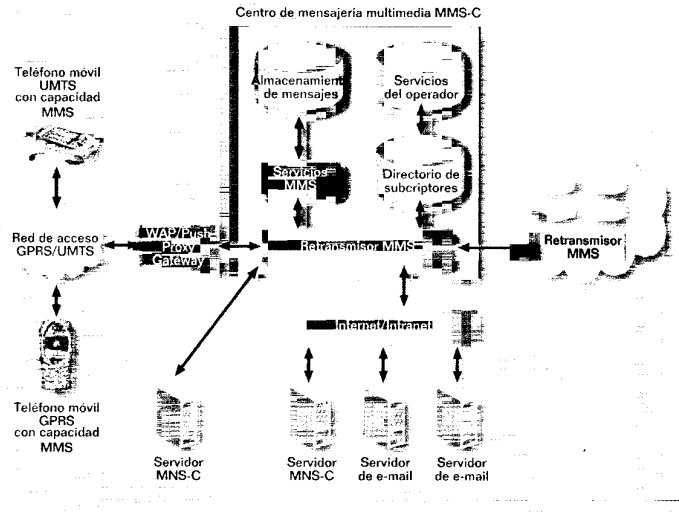 Centro de mensajería multimedia MMS-C
Teléfono móvil
UMTS
con capacidad
MMS
Almacenamient
de mensajes
Servicios
del operador
Servicios
MMS
Directorio de
subcriptores
Red de acceso
GPRS/UMTS
WAP/Push
Proxy
Gateway
Retransmisor MMS
Retransmisor
MMS
Internet/Intranet
Teléfono móvil
GPRS
con capacidad
MMS
Servidor
MNS-C
Servidor
MNS-C
Servidor
de e-mail
Servidor
de e-mail